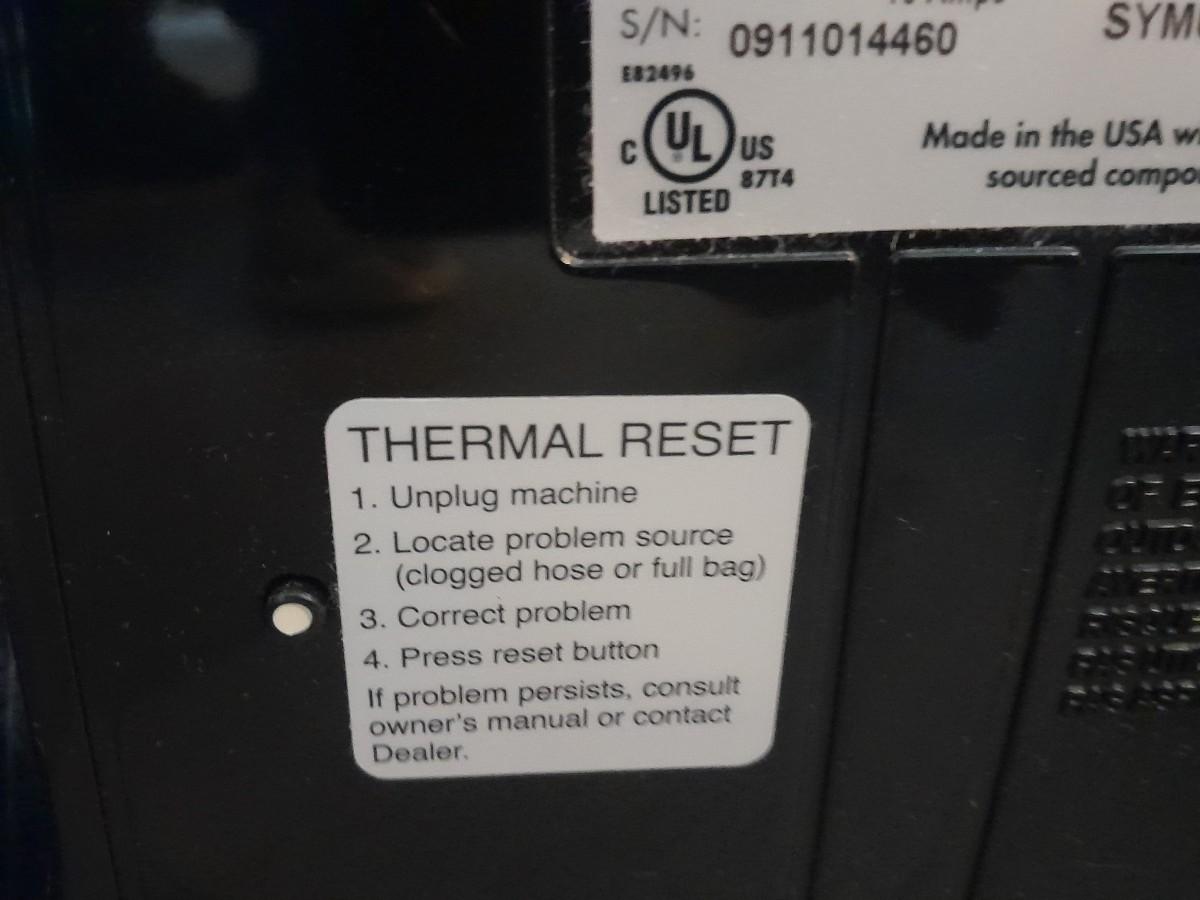 S/N: 0911014460
E82496
C UL US
87T4
LISTED
Made in the USA
sourced
THERMAL RESET
1. Unplug machine
2. Locate problem source
(clogged hose or full bag)
3. Correct problem
4. Press reset button
If problem persists, consult
owner's manual or contact
Dealer.
OF